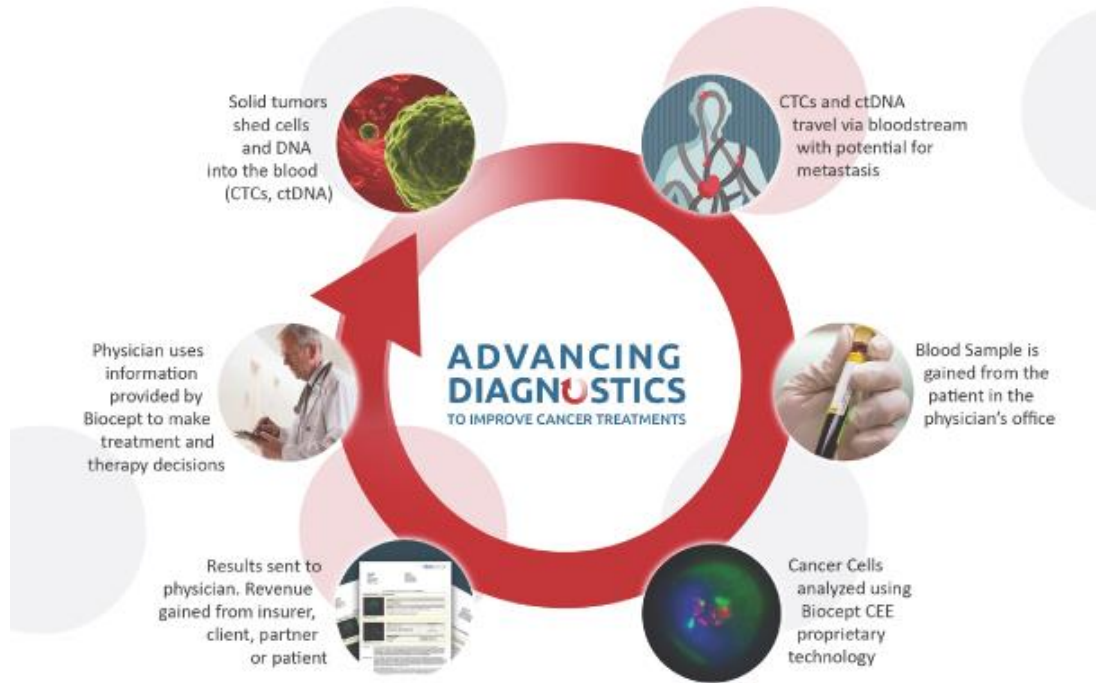 Solid tumors
shed cells
and DNA
into the blood
(CTCs, ctDNA)
CTCs and ctDNA
travel via bloodstream
with potential for
metastasis
Blood Sample is
gained from the
patient in the
physician's office
Cancer Cells
analyzed using
Biocept CEE
proprietary
technology
Results sent to
physician. Revenue
gained from insurer,
client, partner
or patient
Physician uses
information
provided by
Biocept to make
treatment and
therapy decisions
ADVANCING
DIAGNOSTICS
TO IMPROVE CANCER TREATMENTS